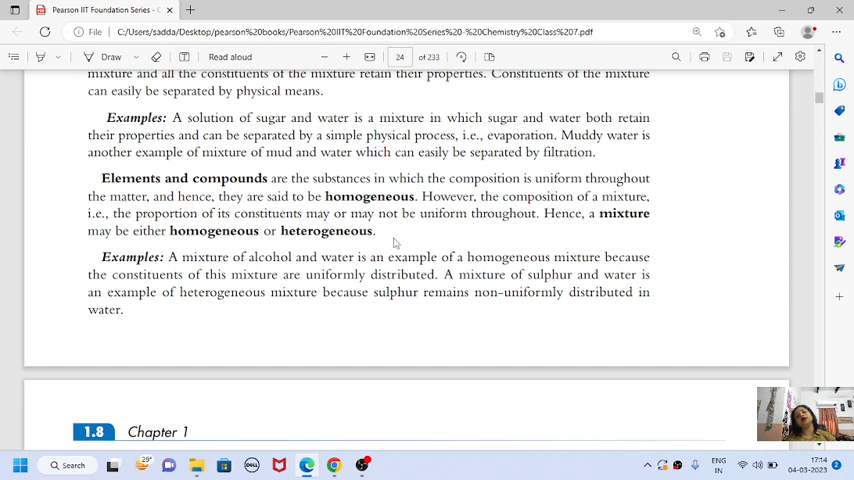 Pearson IIT Foundation Series - C
File
C:/Users/sadda/Desktop/pearson%20books/Pearson%20IIT%20Foundation%20Series%20-%20Chemistry%20Class%207.pdf
Draw
Read aloud
24 of 233
mixture and all the constituents of the mixture retain their properties. Constituents of the mixture
can easily be separated by physical means.
Examples: A solution of sugar and water is a mixture in which sugar and water both retain
their properties and can be separated by a simple physical process, i.e., evaporation. Muddy water is
another example of mixture of mud and water which can easily be separated by filtration.
Elements and compounds are the substances in which the composition is uniform throughout
the matter, and hence, they are said to be homogeneous. However, the composition of a mixture,
i.e., the proportion of its constituents may or may not be uniform throughout. Hence, a mixture
may be either homogeneous or heterogeneous.
Examples: A mixture of alcohol and water is an example of a homogeneous mixture because
the constituents of this mixture are uniformly distributed. A mixture of sulphur and water is
an example of heterogeneous mixture because sulphur remains non-uniformly distributed in
water.
1.8 Chapter 1
Search
29°
DELL
ENG
IN
17:14
04-03-2023
2